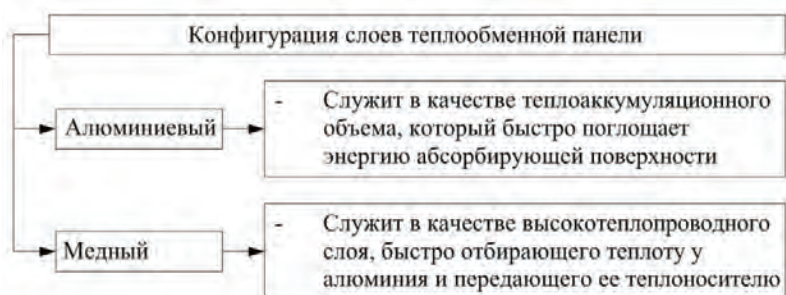 Конфигурация слоев теплообменной панели
Алюминиевый
- Служит в качестве теплоаккумуляционного
объема, который быстро поглощает
энергию абсорбирующей поверхности
Медный
- Служит в качестве высокотеплопроводного
слоя, быстро отбирающего теплоту у
алюминия и передающего ее теплоносителю